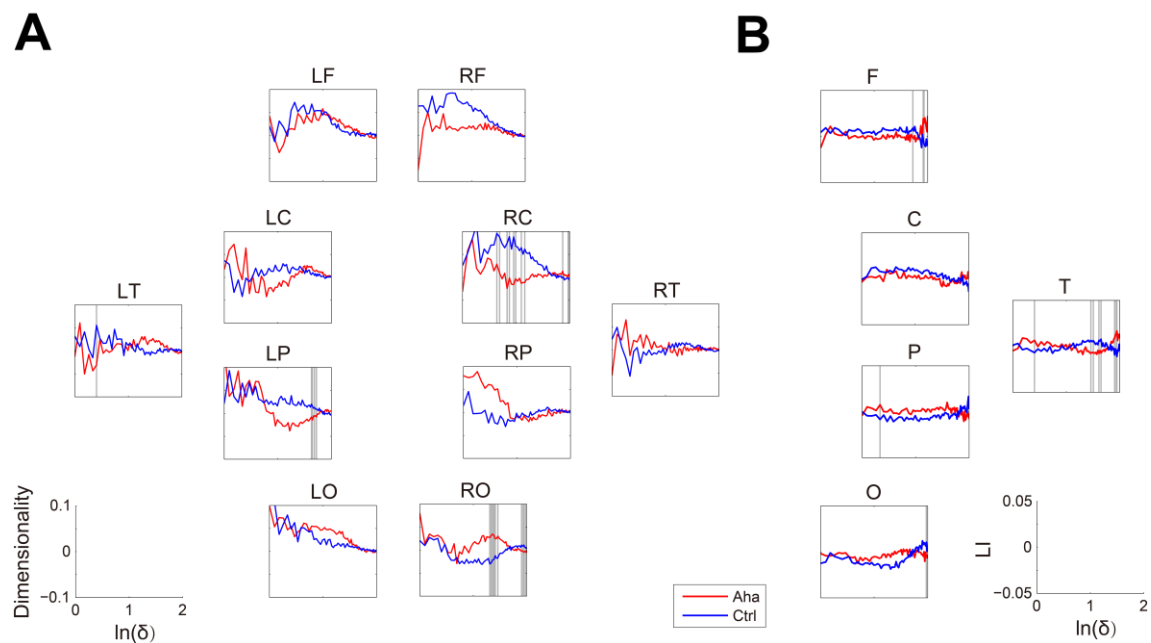 A
B
LF
RF
F
LC
RC
C
LT
RT
T
LP
RP
P
LO
RO
O
Dimensionality
0.1
0
−0.1
0
1
2
ln(δ)
Aha
Ctrl
LI
0.05
0
−0.05
0
1
2
ln(δ)